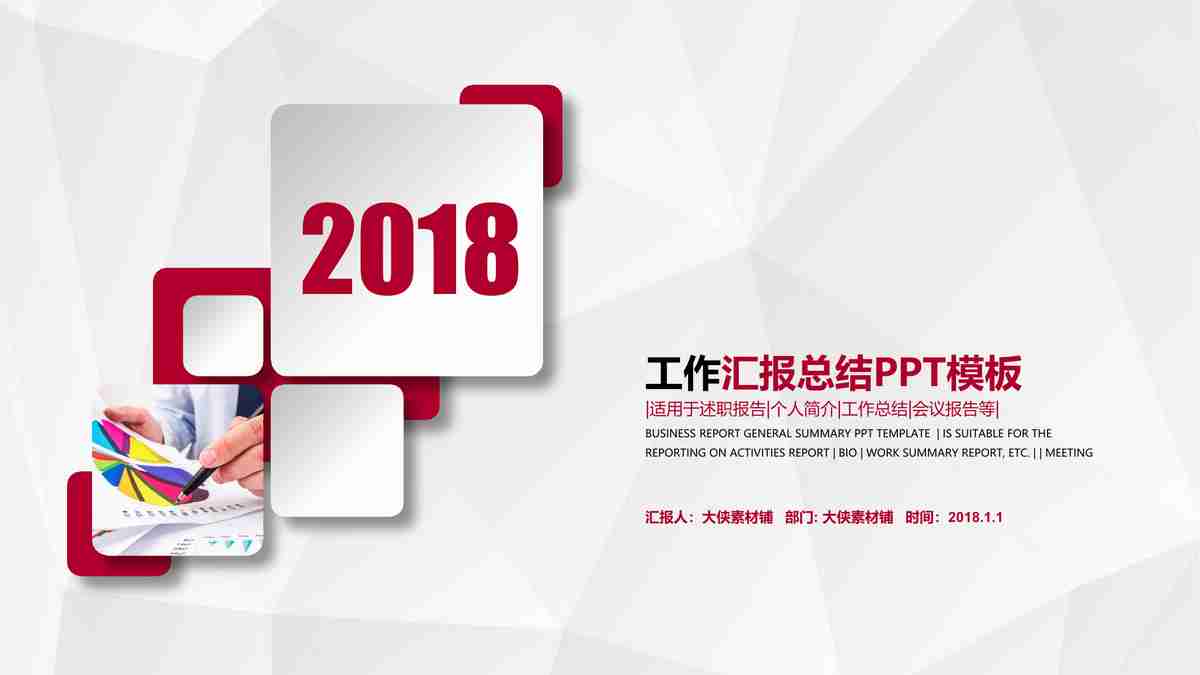 2018
工作汇报总结PPT模板
|适用于述职报告|个人简介|工作总结|会议报告等|
BUSINESS REPORT GENERAL SUMMARY PPT TEMPLATE | IS SUITABLE FOR THE
REPORTING ON ACTIVITIES REPORT | BIO | WORK SUMMARY REPORT, ETC. | | MEETING
汇报人：大侠素材铺 部门: 大侠素材铺 时间：2018.1.1